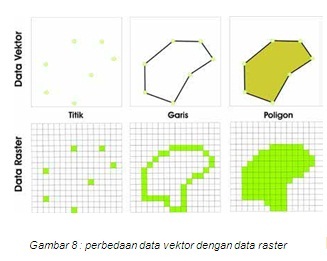 Data Vektor
Titik
Garis
Poligon
Data Raster
Gambar 8 : perbedaan data vektor dengan data raster